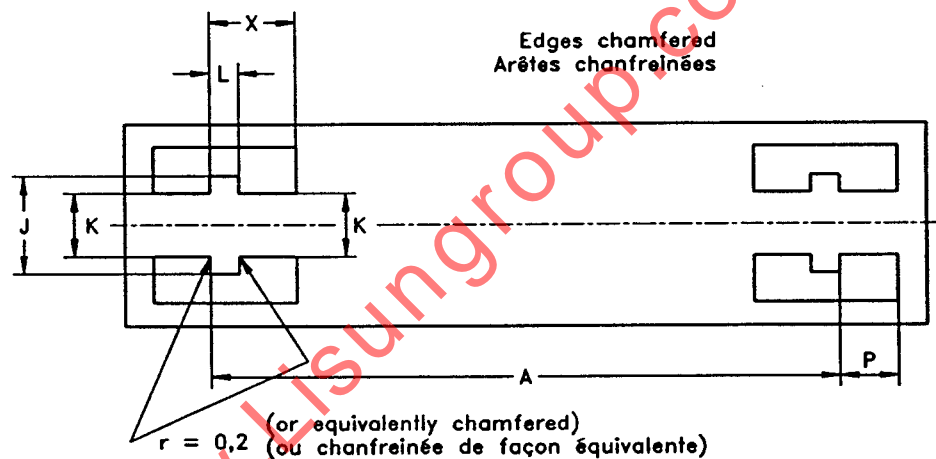 X
Edges chamfered
Arêtes chanfreinées
L
J
K
K
A
P
r = 0,2 (or equivalently chamfered)
(ou chanfreinée de façon équivalente)
Lisungroup.co